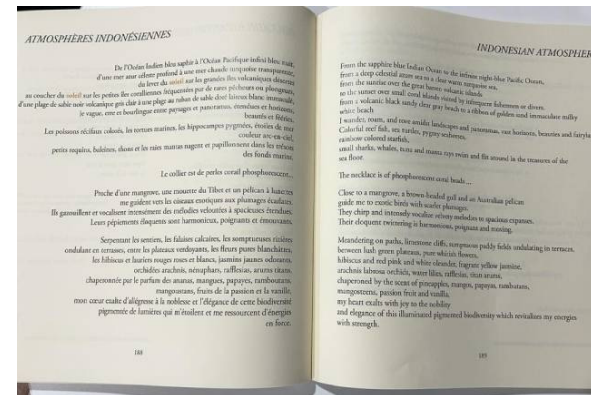 ATMOSPHÈRES INDONÉSIENNES
De l'Océan Indien bleu saphir à l'Océan Pacifique infini bleu nuit,
d'une mer azur céleste profond à une mer chaude turquoise transparente,
du lever du soleil sur les grandes îles volcaniques désertes
au coucher du soleil sur les petites îles coralliennes fréquentées par de rares pêcheurs ou plongeurs,
d'une plage de sable noir volcanique gris clair à une plage au ruban de sable doré laiteux blanc immaculé,
je vague, erre et bourlingue entre paysages et panoramas, étendues et horizons,
beautés et féeries.
Les poissons récifaux colorés, les tortues marines, les hippocampes pygmées, étoiles de mer
couleur arc-en-ciel,
petits requins, baleines, thons et les raies mantas nagent et papillonnent dans les trésors
des fonds marins.
Le collier est de perles corail phosphorescentes...
Proche d'une mangrove, une mouette du Tibet et un pélican à lunettes
me guident vers les oiseaux exotiques aux plumages écarlates.
Ils gazouillent et vocalisent intensément des mélodies veloutées à spacieuses étendues.
Leurs pépiements éloquents sont harmonieux, poignants et émouvants.
Serpentant les sentiers, les falaises calcaires, les somptueuses rizières
ondulant en terrasses, entre les plateaux verdoyants, les fleurs pures blanchâtres,
les hibiscus et lauriers rouges roses et blancs, jasmins jaunes odorants,
orchidées arachnis, nénuphars, rafflesias, arums titans,
chaperonnée par le parfum des ananas, mangues, papayes, ramboutans,
mangoustans, fruits de la passion et la vanille,
mon cœur exalte d'allégresse à la noblesse et l'élégance de cette biodiversité
pigmentée de lumières qui m'étoilent et me ressourcent d'énergies
en force.
188
INDONESIAN ATMOSPHER
From the sapphire blue Indian Ocean to the infinite night-blue Pacific Ocean,
from a deep celestial azure sea to a clear warm turquoise sea,
from the sunrise over the great barren volcanic islands
to the sunset over small coral islands visited by infrequent fishermen or divers,
from a volcanic black sandy clear gray beach to a ribbon of golden sand immaculate milky
white beach
I wander, roam, and rove amidst landscapes and panoramas, vast horizons, beauties and fairyla
Colorful reef fish, sea turtles, pygmy seahorses,
rainbow colored starfish,
small sharks, whales, tuna and manta rays swim and flit around in the treasures of the
sea floor.
The necklace is of phosphorescent coral beads...
Close to a mangrove, a brown-headed gull and an Australian pelican
guide me to exotic birds with scarlet plumages.
They chirp and intensely vocalize velvety melodies to spacious expanses.
Their eloquent twittering is harmonious, poignant and moving.
Meandering on paths, limestone cliffs, sumptuous paddy fields undulating in terraces,
between lush green plateaus, pure whitish flowers,
hibiscus and red pink and white oleander, fragrant yellow jasmine,
arachnis orchids, water lilies, rafflesias, titan arums,
chaperoned by the scent of pineapples, mangos, papayas, rambutans,
mangosteens, passion fruit and vanilla,
my heart exalts with joy to the nobility
and elegance of this illuminated pigmented biodiversity which revitalizes my energies
with strength.
189